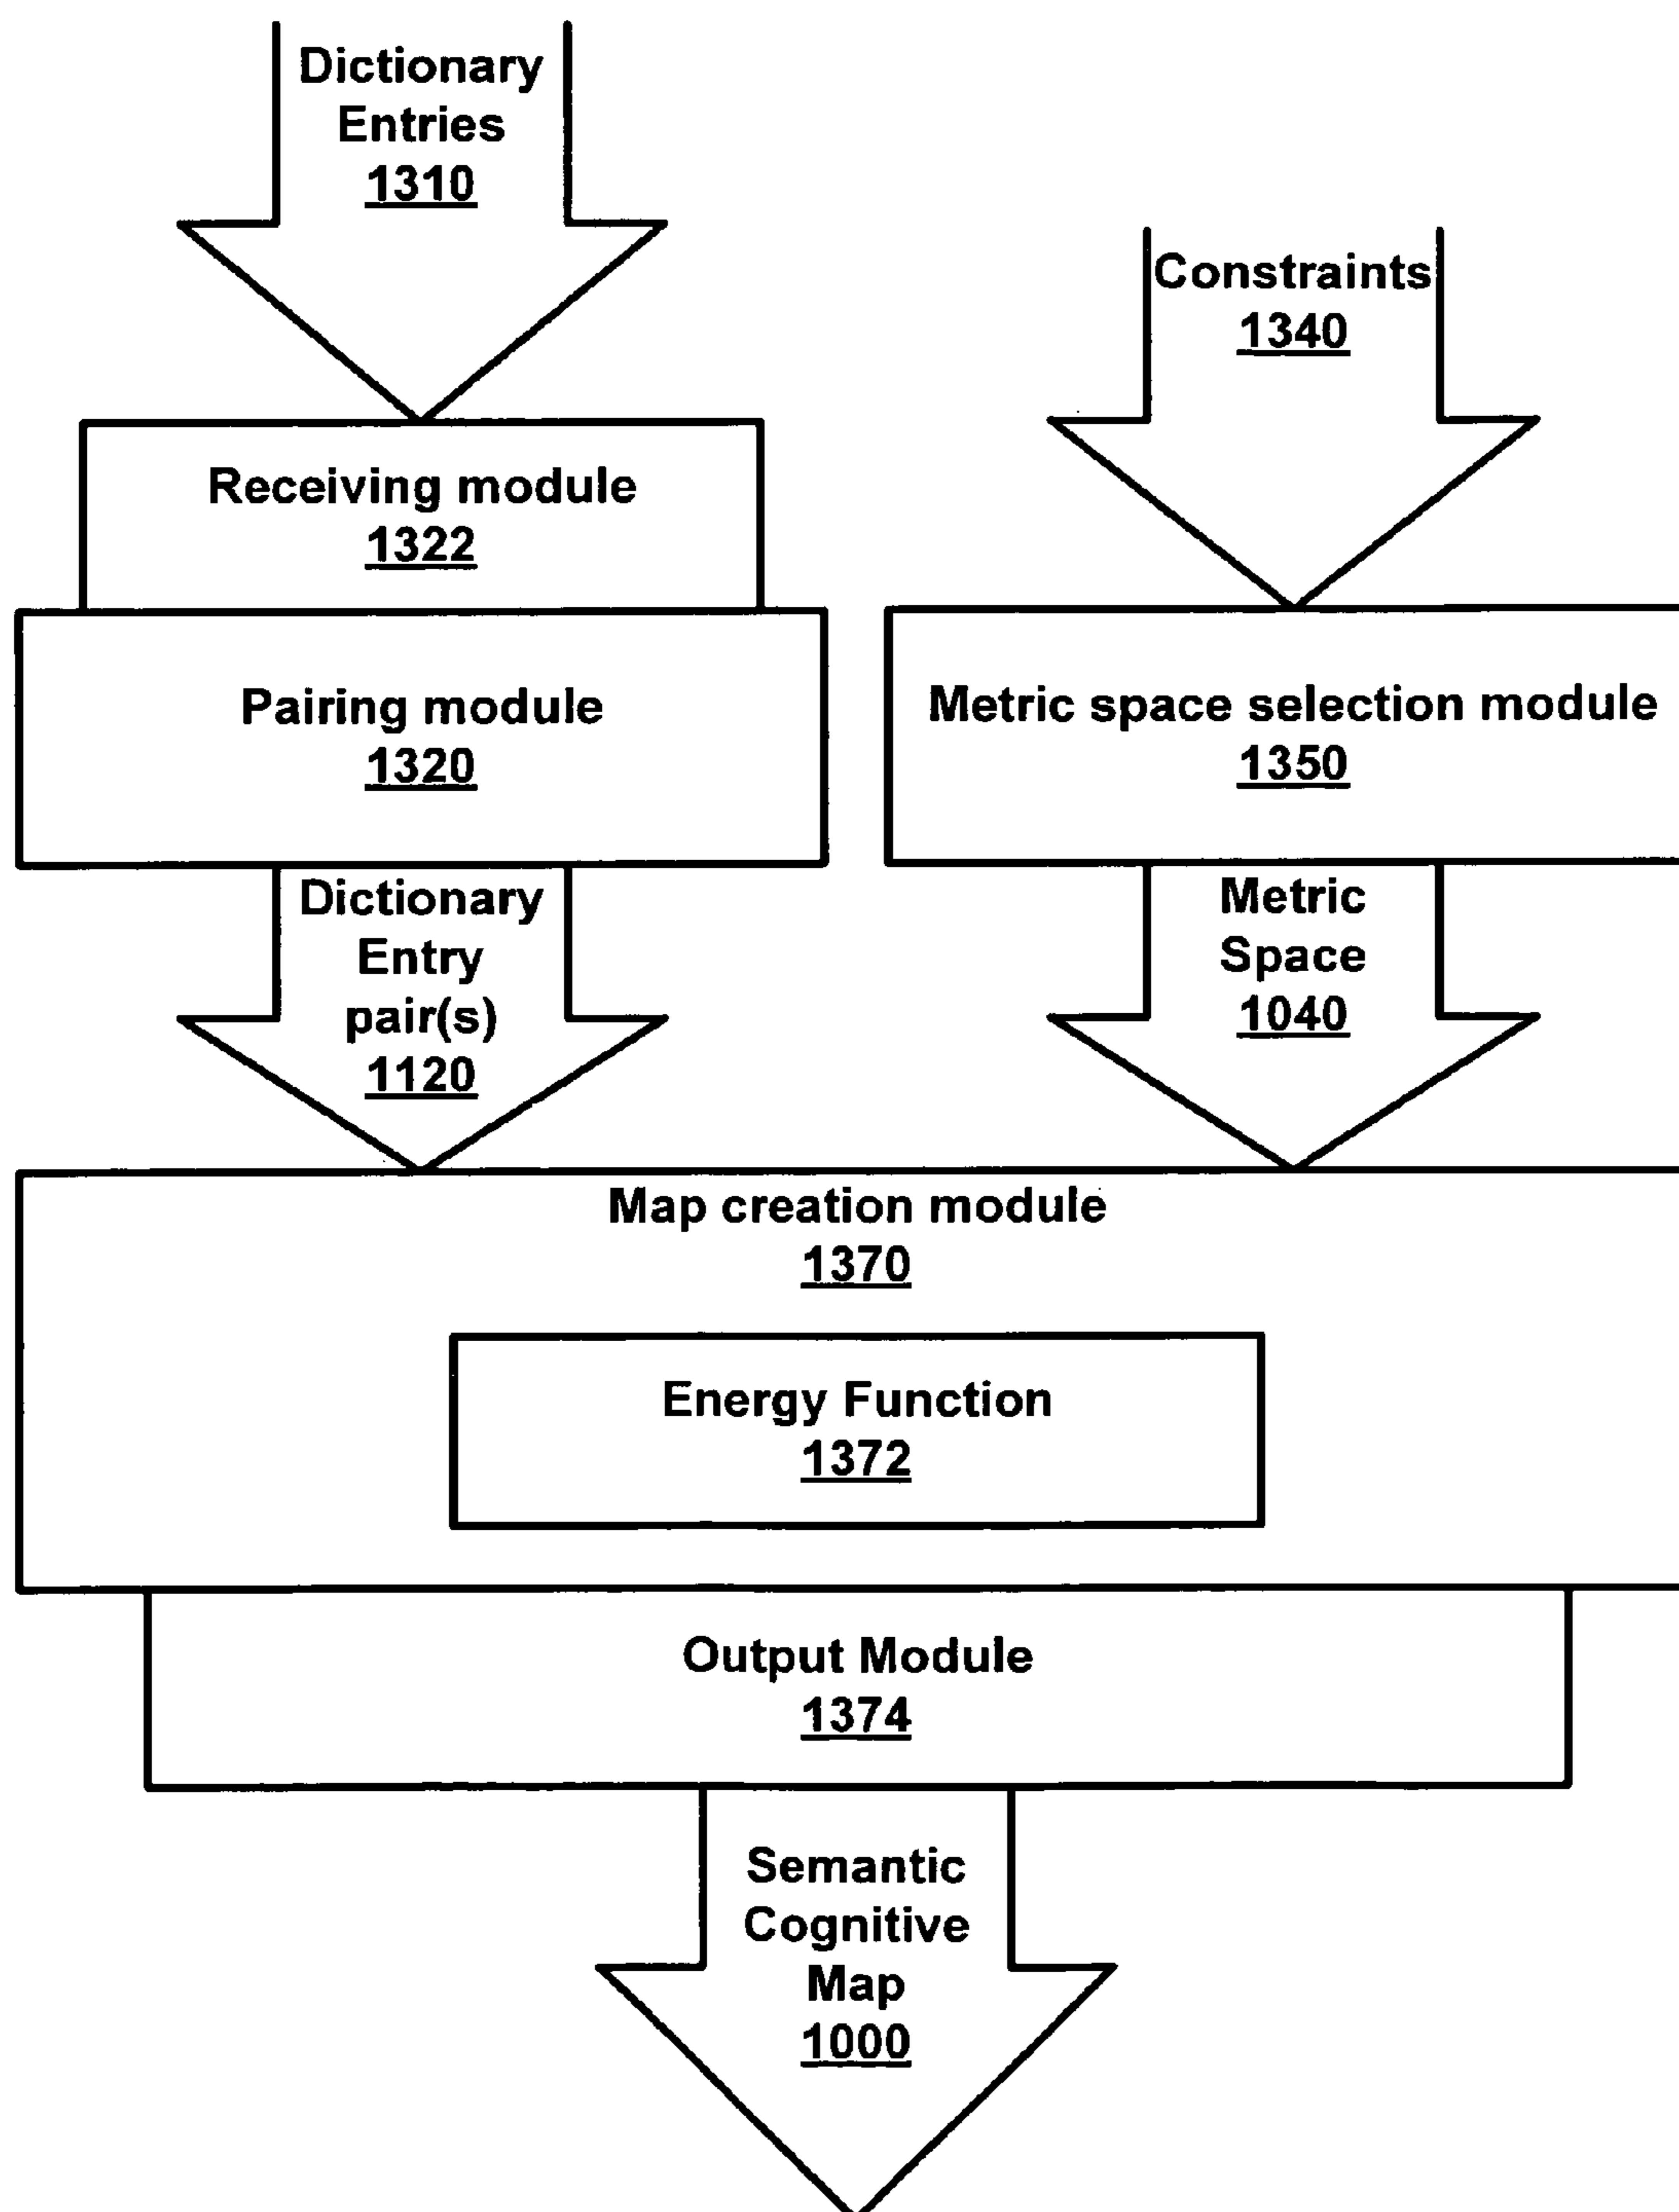 Dictionary
Entries
1310
Constraints
1340
Receiving module
1322
Pairing module
1320
Metric space selection module
1350
Dictionary
Entry
pair(s)
1120
Metric
Space
1040
Map creation module
1370
Energy Function
1372
Output Module
1374
Semantic
Cognitive
Map
1000